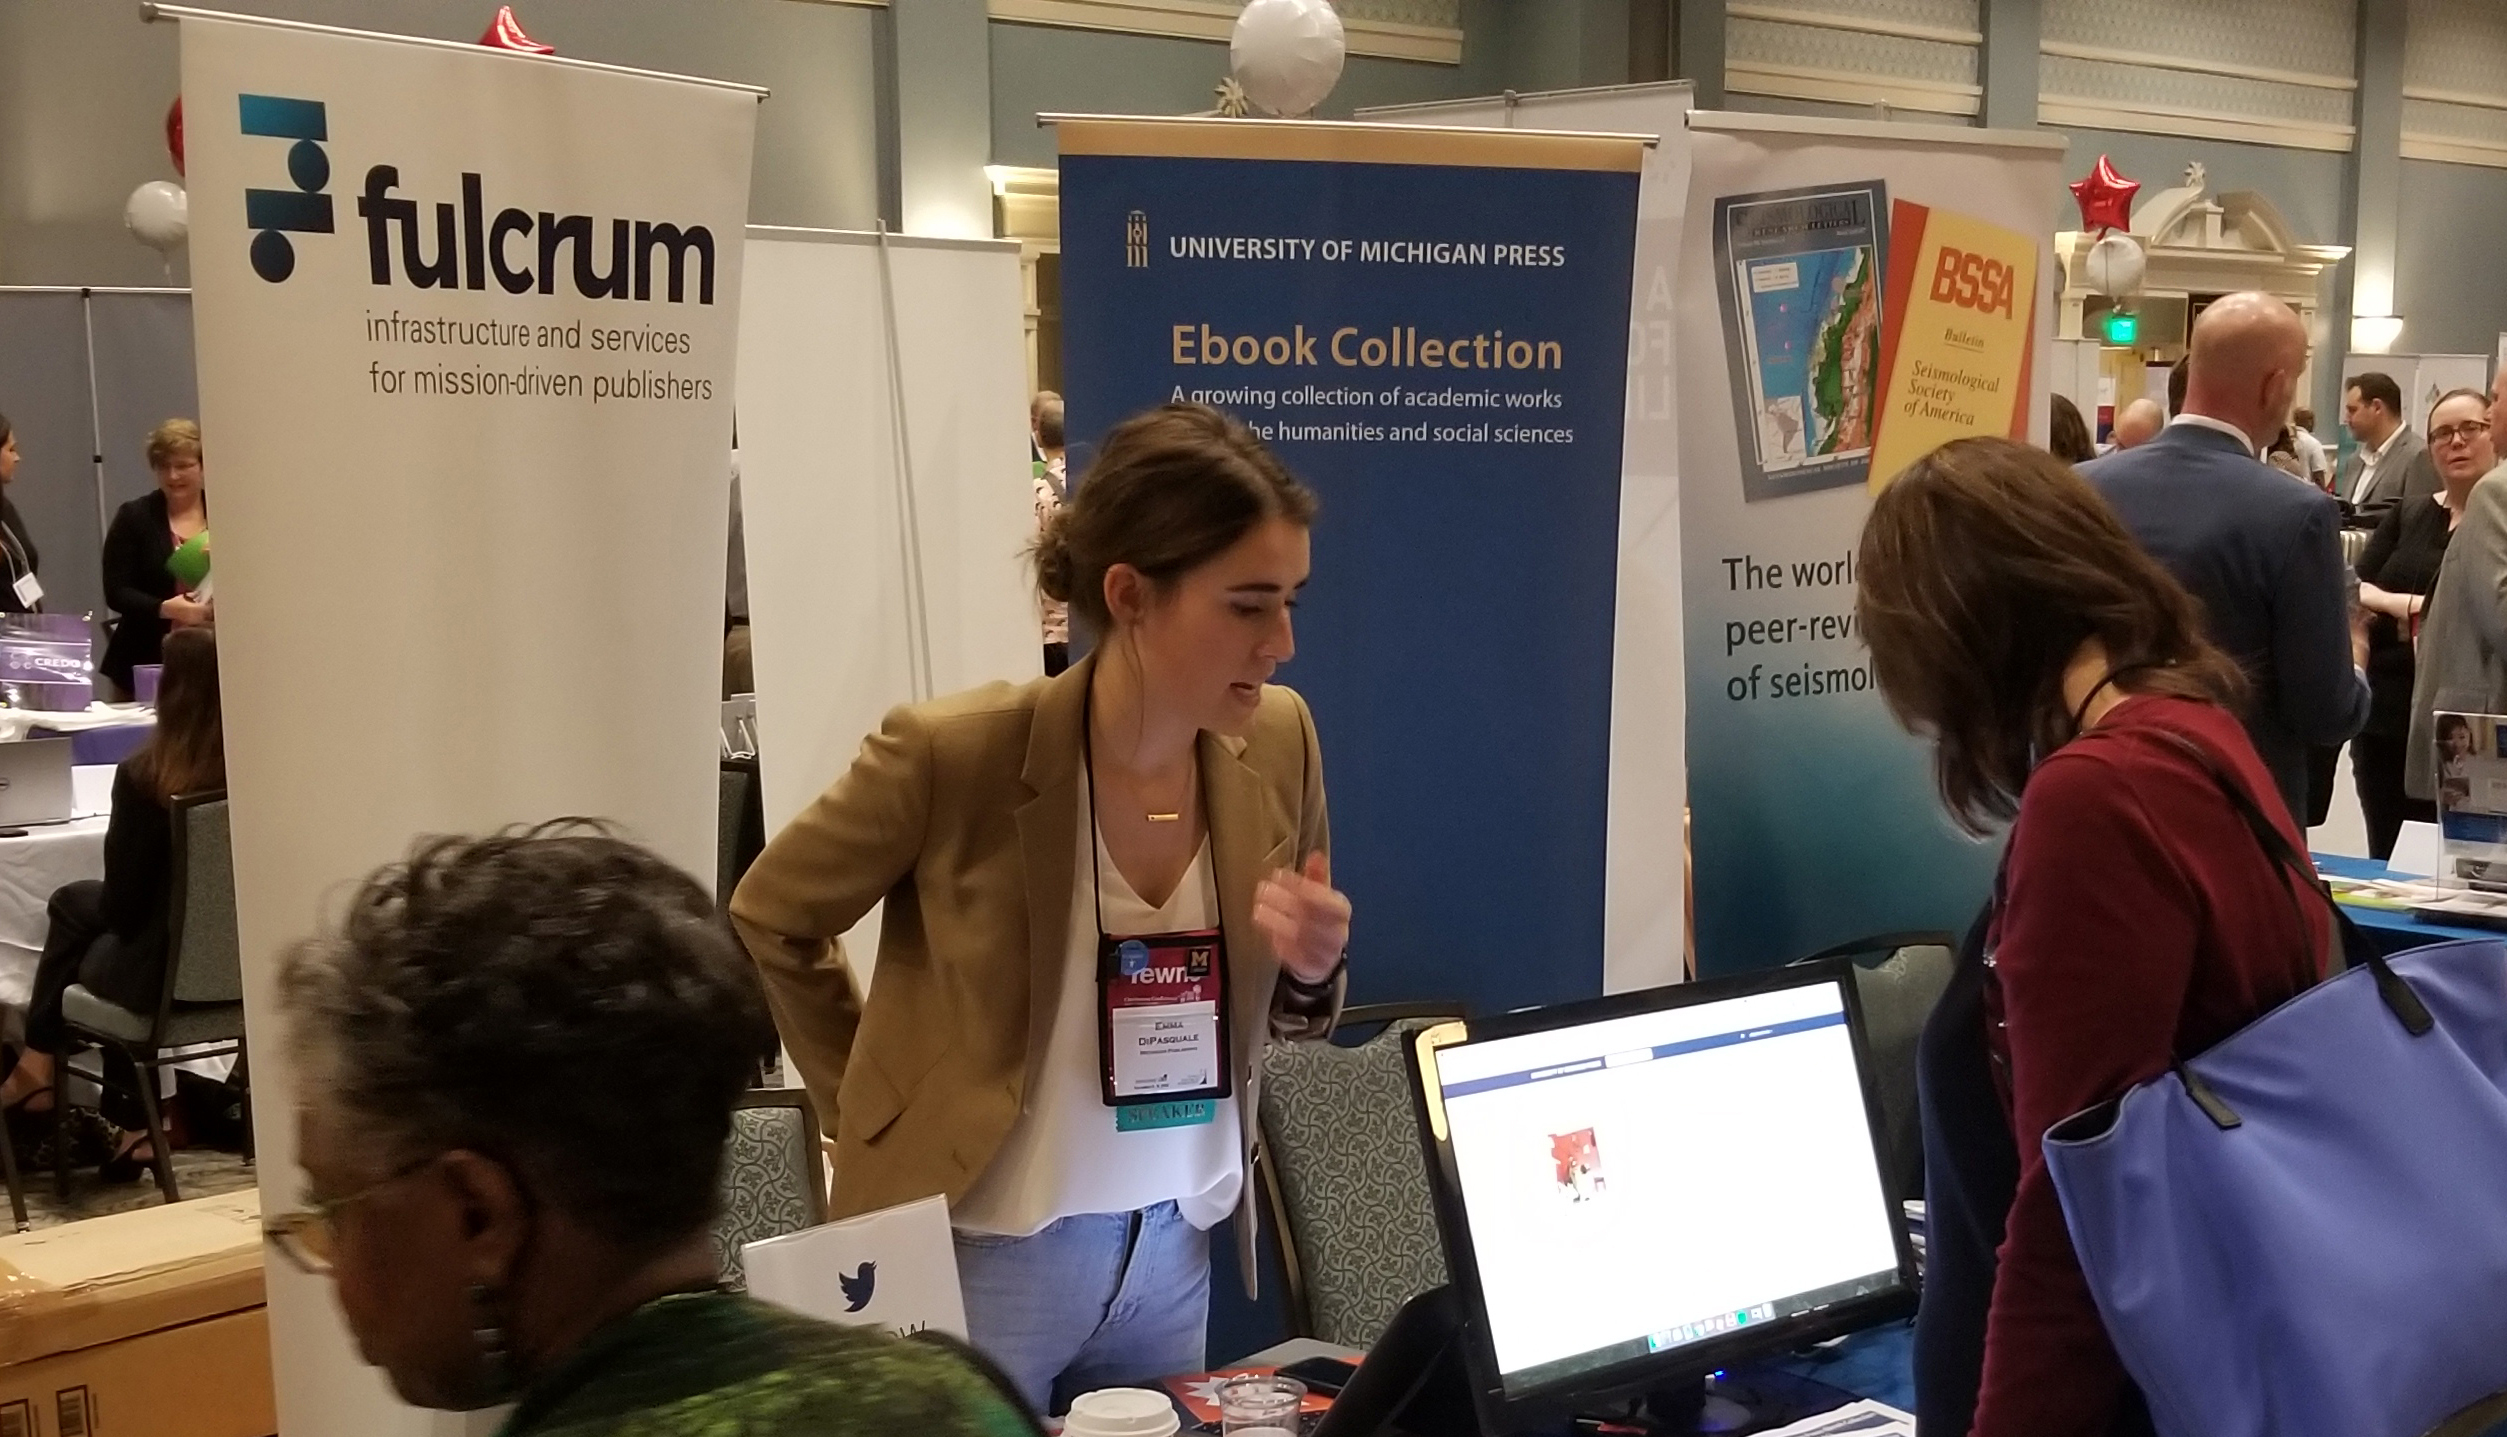 fulcrum
infrastructure and services
for mission-driven publishers
UNIVERSITY OF MICHIGAN PRESS
Ebook Collection
A growing collection of academic works
he humanities and social sciences
BSSA
Bulletin
Seismological
Society
of America
The worl
peer-revi
of seismol
CREDO
M
EMMA
DIPASQUALE
SPEAKER